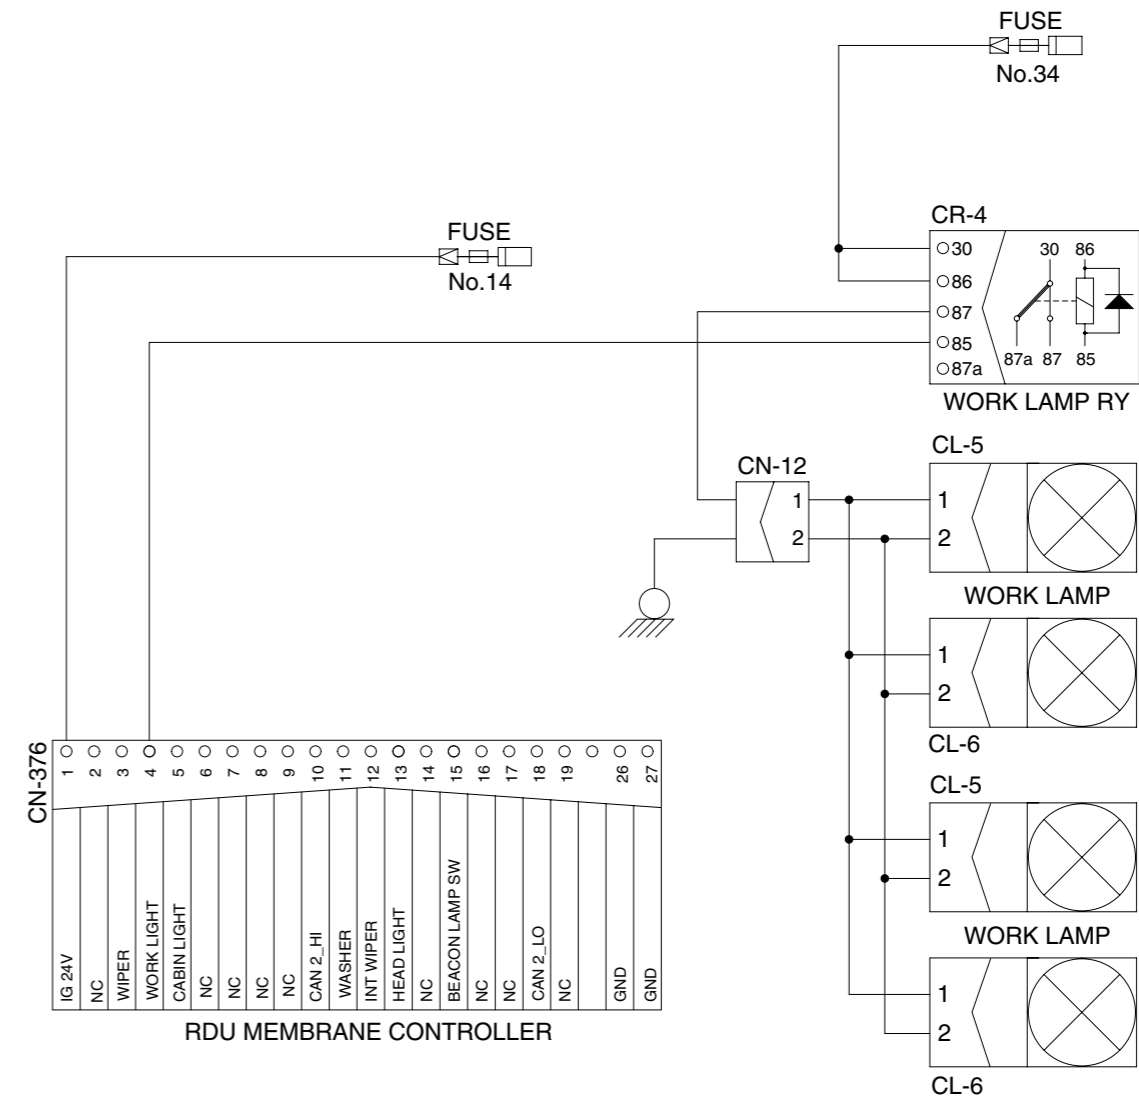 FUSE
No.34
CR-4
30
86
87
85
87a
30 86
87a 87 85
WORK LAMP RY
FUSE
No.14
CN-12
1
2
CL-5
1
2
WORK LAMP
1
2
CL-6
CL-5
1
2
WORK LAMP
1
2
CL-6
CN-376
1 2 3 4 5 6 7 8 9 10 11 12 13 14 15 16 17 18 19 26 27
IG 24V
NC
WIPER
WORK LIGHT
CABIN LIGHT
NC
NC
NC
NC
CAN 2_HI
WASHER
INT WIPER
HEAD LIGHT
NC
BEACON LAMP SW
NC
NC
CAN 2_LO
NC
GND
GND
RDU MEMBRANE CONTROLLER